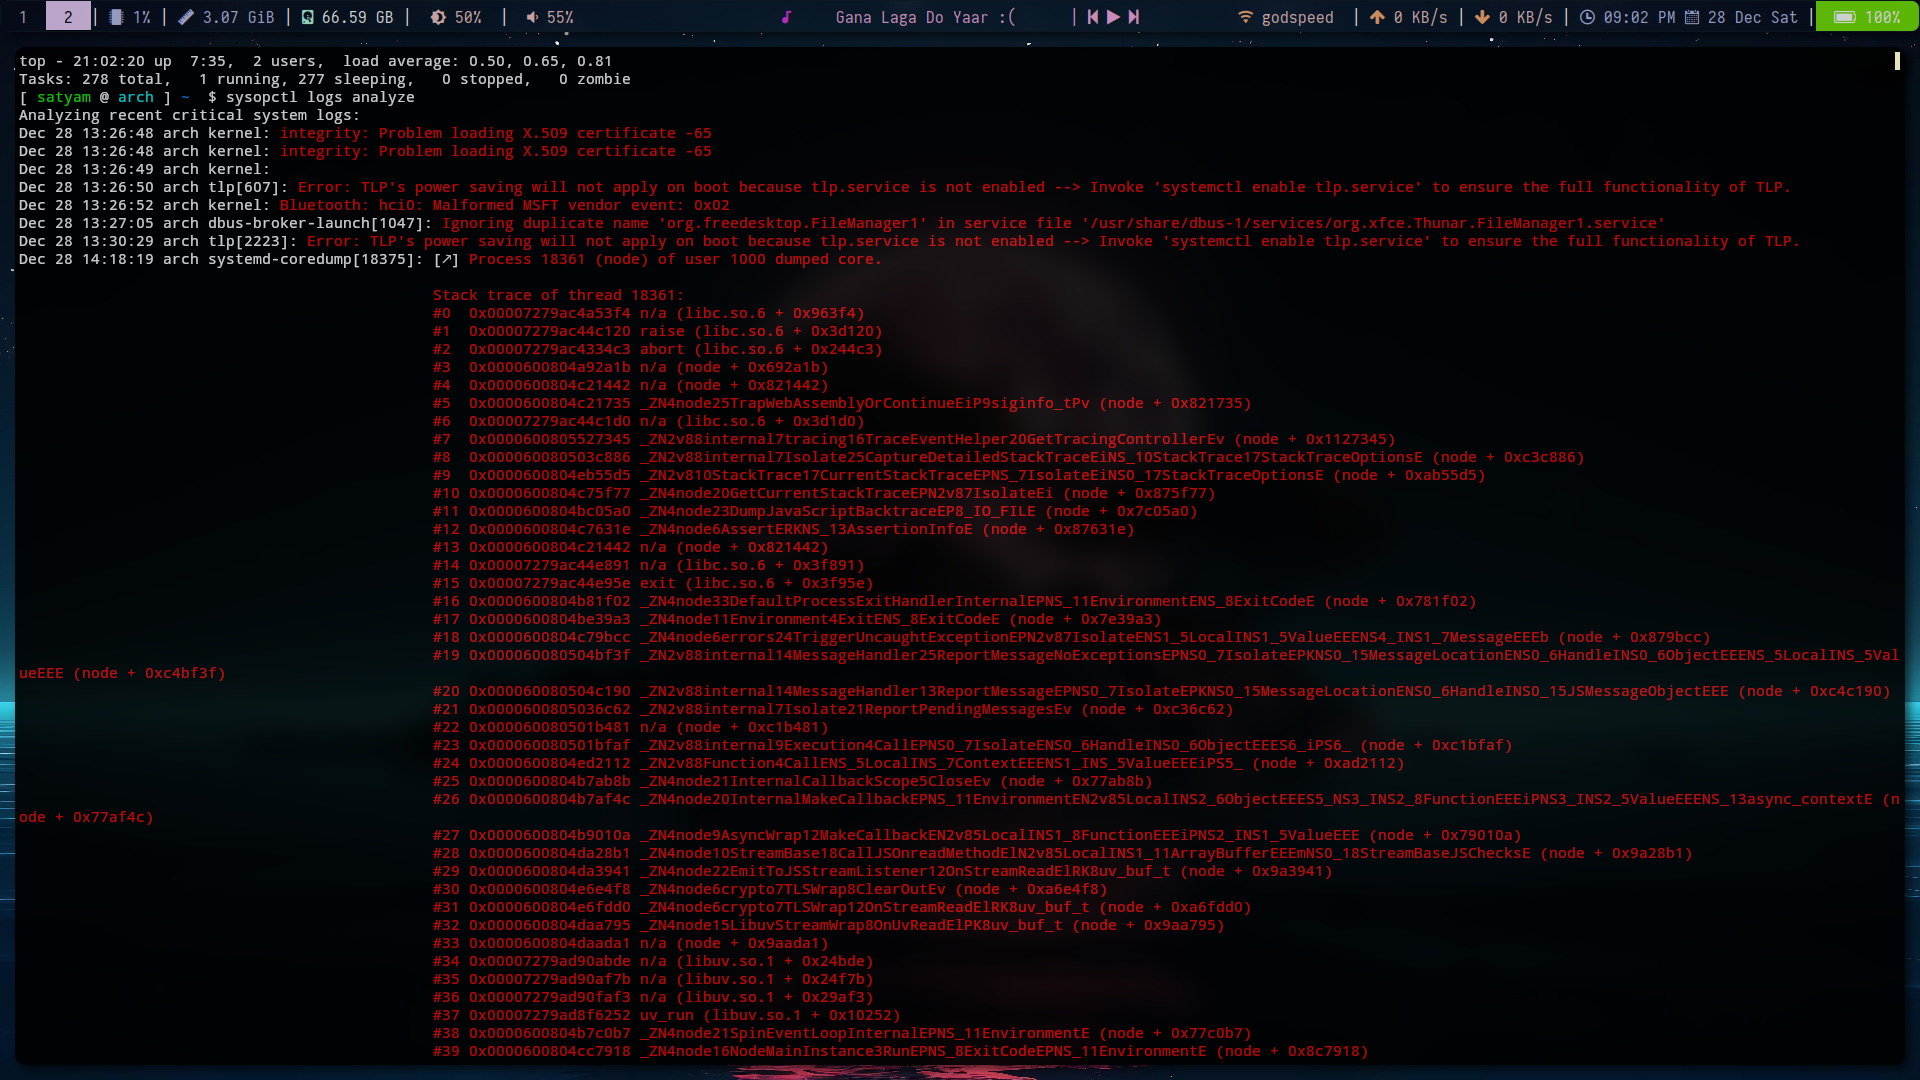 1 2 | 1% | 3.07 GiB | 66.59 GB | 50% | 55% Gana Laga Do Yaar :( | godspeed | 0 KB/s | 0 KB/s | 09:02 PM 28 Dec Sat | 100%
top - 21:02:20 up  7:35,  2 users,  load average: 0.50, 0.65, 0.81
Tasks: 278 total,   1 running, 277 sleeping,   0 stopped,   0 zombie
[ satyam @ arch ] ~  $ sysopctl logs analyze
Analyzing recent critical system logs:
Dec 28 13:26:48 arch kernel: integrity: Problem loading X.509 certificate -65
Dec 28 13:26:48 arch kernel: integrity: Problem loading X.509 certificate -65
Dec 28 13:26:49 arch kernel:
Dec 28 13:26:50 arch tlp[607]: Error: TLP's power saving will not apply on boot because tlp.service is not enabled --> Invoke 'systemctl enable tlp.service' to ensure the full functionality of TLP.
Dec 28 13:26:52 arch kernel: Bluetooth: hci0: Malformed MSFT vendor event: 0x02
Dec 28 13:27:05 arch dbus-broker-launch[1047]: Ignoring duplicate name 'org.freedesktop.FileManager1' in service file '/usr/share/dbus-1/services/org.xfce.Thunar.FileManager1.service'
Dec 28 13:30:29 arch tlp[2223]: Error: TLP's power saving will not apply on boot because tlp.service is not enabled --> Invoke 'systemctl enable tlp.service' to ensure the full functionality of TLP.
Dec 28 14:18:19 arch systemd-coredump[18375]: [↗] Process 18361 (node) of user 1000 dumped core.
Stack trace of thread 18361:
#0  0x00007279ac4a53f4 n/a (libc.so.6 + 0x963f4)
#1  0x00007279ac44c120 raise (libc.so.6 + 0x3d120)
#2  0x00007279ac4334c3 abort (libc.so.6 + 0x244c3)
#3  0x0000600804a92a1b n/a (node + 0x692a1b)
#4  0x0000600804c21442 n/a (node + 0x821442)
#5  0x0000600804c21735 _ZN4node25TrapWebAssemblyOrContinueEiP9siginfo_tPv (node + 0x821735)
#6  0x00007279ac44c1d0 n/a (libc.so.6 + 0x3d1d0)
#7  0x0000600805527345 _ZN2v88internal7tracing16TraceEventHelper20GetTracingControllerEv (node + 0x1127345)
#8  0x000060080503c886 _ZN2v88internal7Isolate25CaptureDetailedStackTraceEiNS_10StackTrace17StackTraceOptionsE (node + 0xc3c886)
#9  0x0000600804eb55d5 _ZN2v810StackTrace17CurrentStackTraceEPNS_7IsolateEiNS0_17StackTraceOptionsE (node + 0xab55d5)
#10 0x0000600804c75f77 _ZN4node20GetCurrentStackTraceEPN2v87IsolateEi (node + 0x875f77)
#11 0x0000600804bc05a0 _ZN4node23DumpJavaScriptBacktraceEP8_IO_FILE (node + 0x7c05a0)
#12 0x0000600804c7631e _ZN4node6AssertERKNS_13AssertionInfoE (node + 0x87631e)
#13 0x0000600804c21442 n/a (node + 0x821442)
#14 0x00007279ac44e891 n/a (libc.so.6 + 0x3f891)
#15 0x00007279ac44e95e exit (libc.so.6 + 0x3f95e)
#16 0x0000600804b81f02 _ZN4node33DefaultProcessExitHandlerInternalEPNS_11EnvironmentENS_8ExitCodeE (node + 0x781f02)
#17 0x0000600804be39a3 _ZN4node11Environment4ExitENS_8ExitCodeE (node + 0x7e39a3)
#18 0x0000600804c79bcc _ZN4node6errors24TriggerUncaughtExceptionEPN2v87IsolateENS1_5LocalINS1_5ValueEEENS4_INS1_7MessageEEEb (node + 0x879bcc)
#19 0x000060080504bf3f _ZN2v88internal14MessageHandler25ReportMessageNoExceptionsEPNS0_7IsolateEPKNS0_15MessageLocationENS0_6HandleINS0_6ObjectEEENS_5LocalINS_5Val
ueEEE (node + 0xc4bf3f)
#20 0x000060080504c190 _ZN2v88internal14MessageHandler13ReportMessageEPNS0_7IsolateEPKNS0_15MessageLocationENS0_6HandleINS0_15JSMessageObjectEEE (node + 0xc4c190)
#21 0x0000600805036c62 _ZN2v88internal7Isolate21ReportPendingMessagesEv (node + 0xc36c62)
#22 0x000060080501b481 n/a (node + 0xc1b481)
#23 0x000060080501bfaf _ZN2v88internal9Execution4CallEPNS0_7IsolateENS0_6HandleINS0_6ObjectEEES6_iPS6_ (node + 0xc1bfaf)
#24 0x0000600804ed2112 _ZN2v88Function4CallENS_5LocalINS_7ContextEEENS1_INS_5ValueEEEiPS5_ (node + 0xad2112)
#25 0x0000600804b7ab8b _ZN4node21InternalCallbackScope5CloseEv (node + 0x77ab8b)
#26 0x0000600804b7af4c _ZN4node20InternalMakeCallbackEPNS_11EnvironmentEN2v85LocalINS2_6ObjectEEES5_NS3_INS2_8FunctionEEEiPNS3_INS2_5ValueEEENS_13async_contextE (n
ode + 0x77af4c)
#27 0x0000600804b9010a _ZN4node9AsyncWrap12MakeCallbackEN2v85LocalINS1_8FunctionEEEiPNS2_INS1_5ValueEEE (node + 0x79010a)
#28 0x0000600804da28b1 _ZN4node10StreamBase18CallJSOnreadMethodElN2v85LocalINS1_11ArrayBufferEEEmNS0_18StreamBaseJSChecksE (node + 0x9a28b1)
#29 0x0000600804da3941 _ZN4node22EmitToJSStreamListener12OnStreamReadElRK8uv_buf_t (node + 0x9a3941)
#30 0x0000600804e6e4f8 _ZN4node6crypto7TLSWrap8ClearOutEv (node + 0xa6e4f8)
#31 0x0000600804e6fdd0 _ZN4node6crypto7TLSWrap12OnStreamReadElRK8uv_buf_t (node + 0xa6fdd0)
#32 0x0000600804daa795 _ZN4node15LibuvStreamWrap8OnUvReadElPK8uv_buf_t (node + 0x9aa795)
#33 0x0000600804daada1 n/a (node + 0x9aada1)
#34 0x00007279ad90abde n/a (libuv.so.1 + 0x24bde)
#35 0x00007279ad90af7b n/a (libuv.so.1 + 0x24f7b)
#36 0x00007279ad90faf3 n/a (libuv.so.1 + 0x29af3)
#37 0x00007279ad8f6252 uv_run (libuv.so.1 + 0x10252)
#38 0x0000600804b7c0b7 _ZN4node21SpinEventLoopInternalEPNS_11EnvironmentE (node + 0x77c0b7)
#39 0x0000600804cc7918 _ZN4node16NodeMainInstance3RunEPNS_8ExitCodeEPNS_11EnvironmentE (node + 0x8c7918)